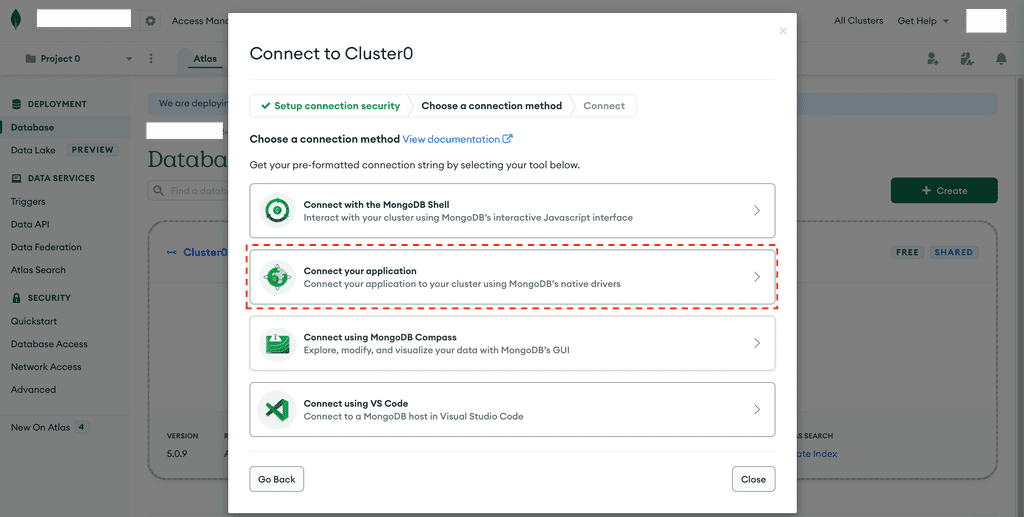 Access Mana
All Clusters
Get Help
Project 0
Atlas
DEPLOYMENT
Database
Data Lake PREVIEW
DATA SERVICES
Triggers
Data API
Data Federation
Atlas Search
SECURITY
Quickstart
Database Access
Network Access
Advanced
New On Atlas 4
We are deployin
Databa
Find a datab
Create
Cluster0
FREE SHARED
VERSION
5.0.9
AS SEARCH
ate Index
Connect to Cluster0
Setup connection security
Choose a connection method
Connect
Choose a connection method View documentation
Get your pre-formatted connection string by selecting your tool below.
Connect with the MongoDB Shell
Interact with your cluster using MongoDB's interactive Javascript interface
Connect your application
Connect your application to your cluster using MongoDB's native drivers
Connect using MongoDB Compass
Explore, modify, and visualize your data with MongoDB's GUI
Connect using VS Code
Connect to a MongoDB host in Visual Studio Code
Go Back
Close